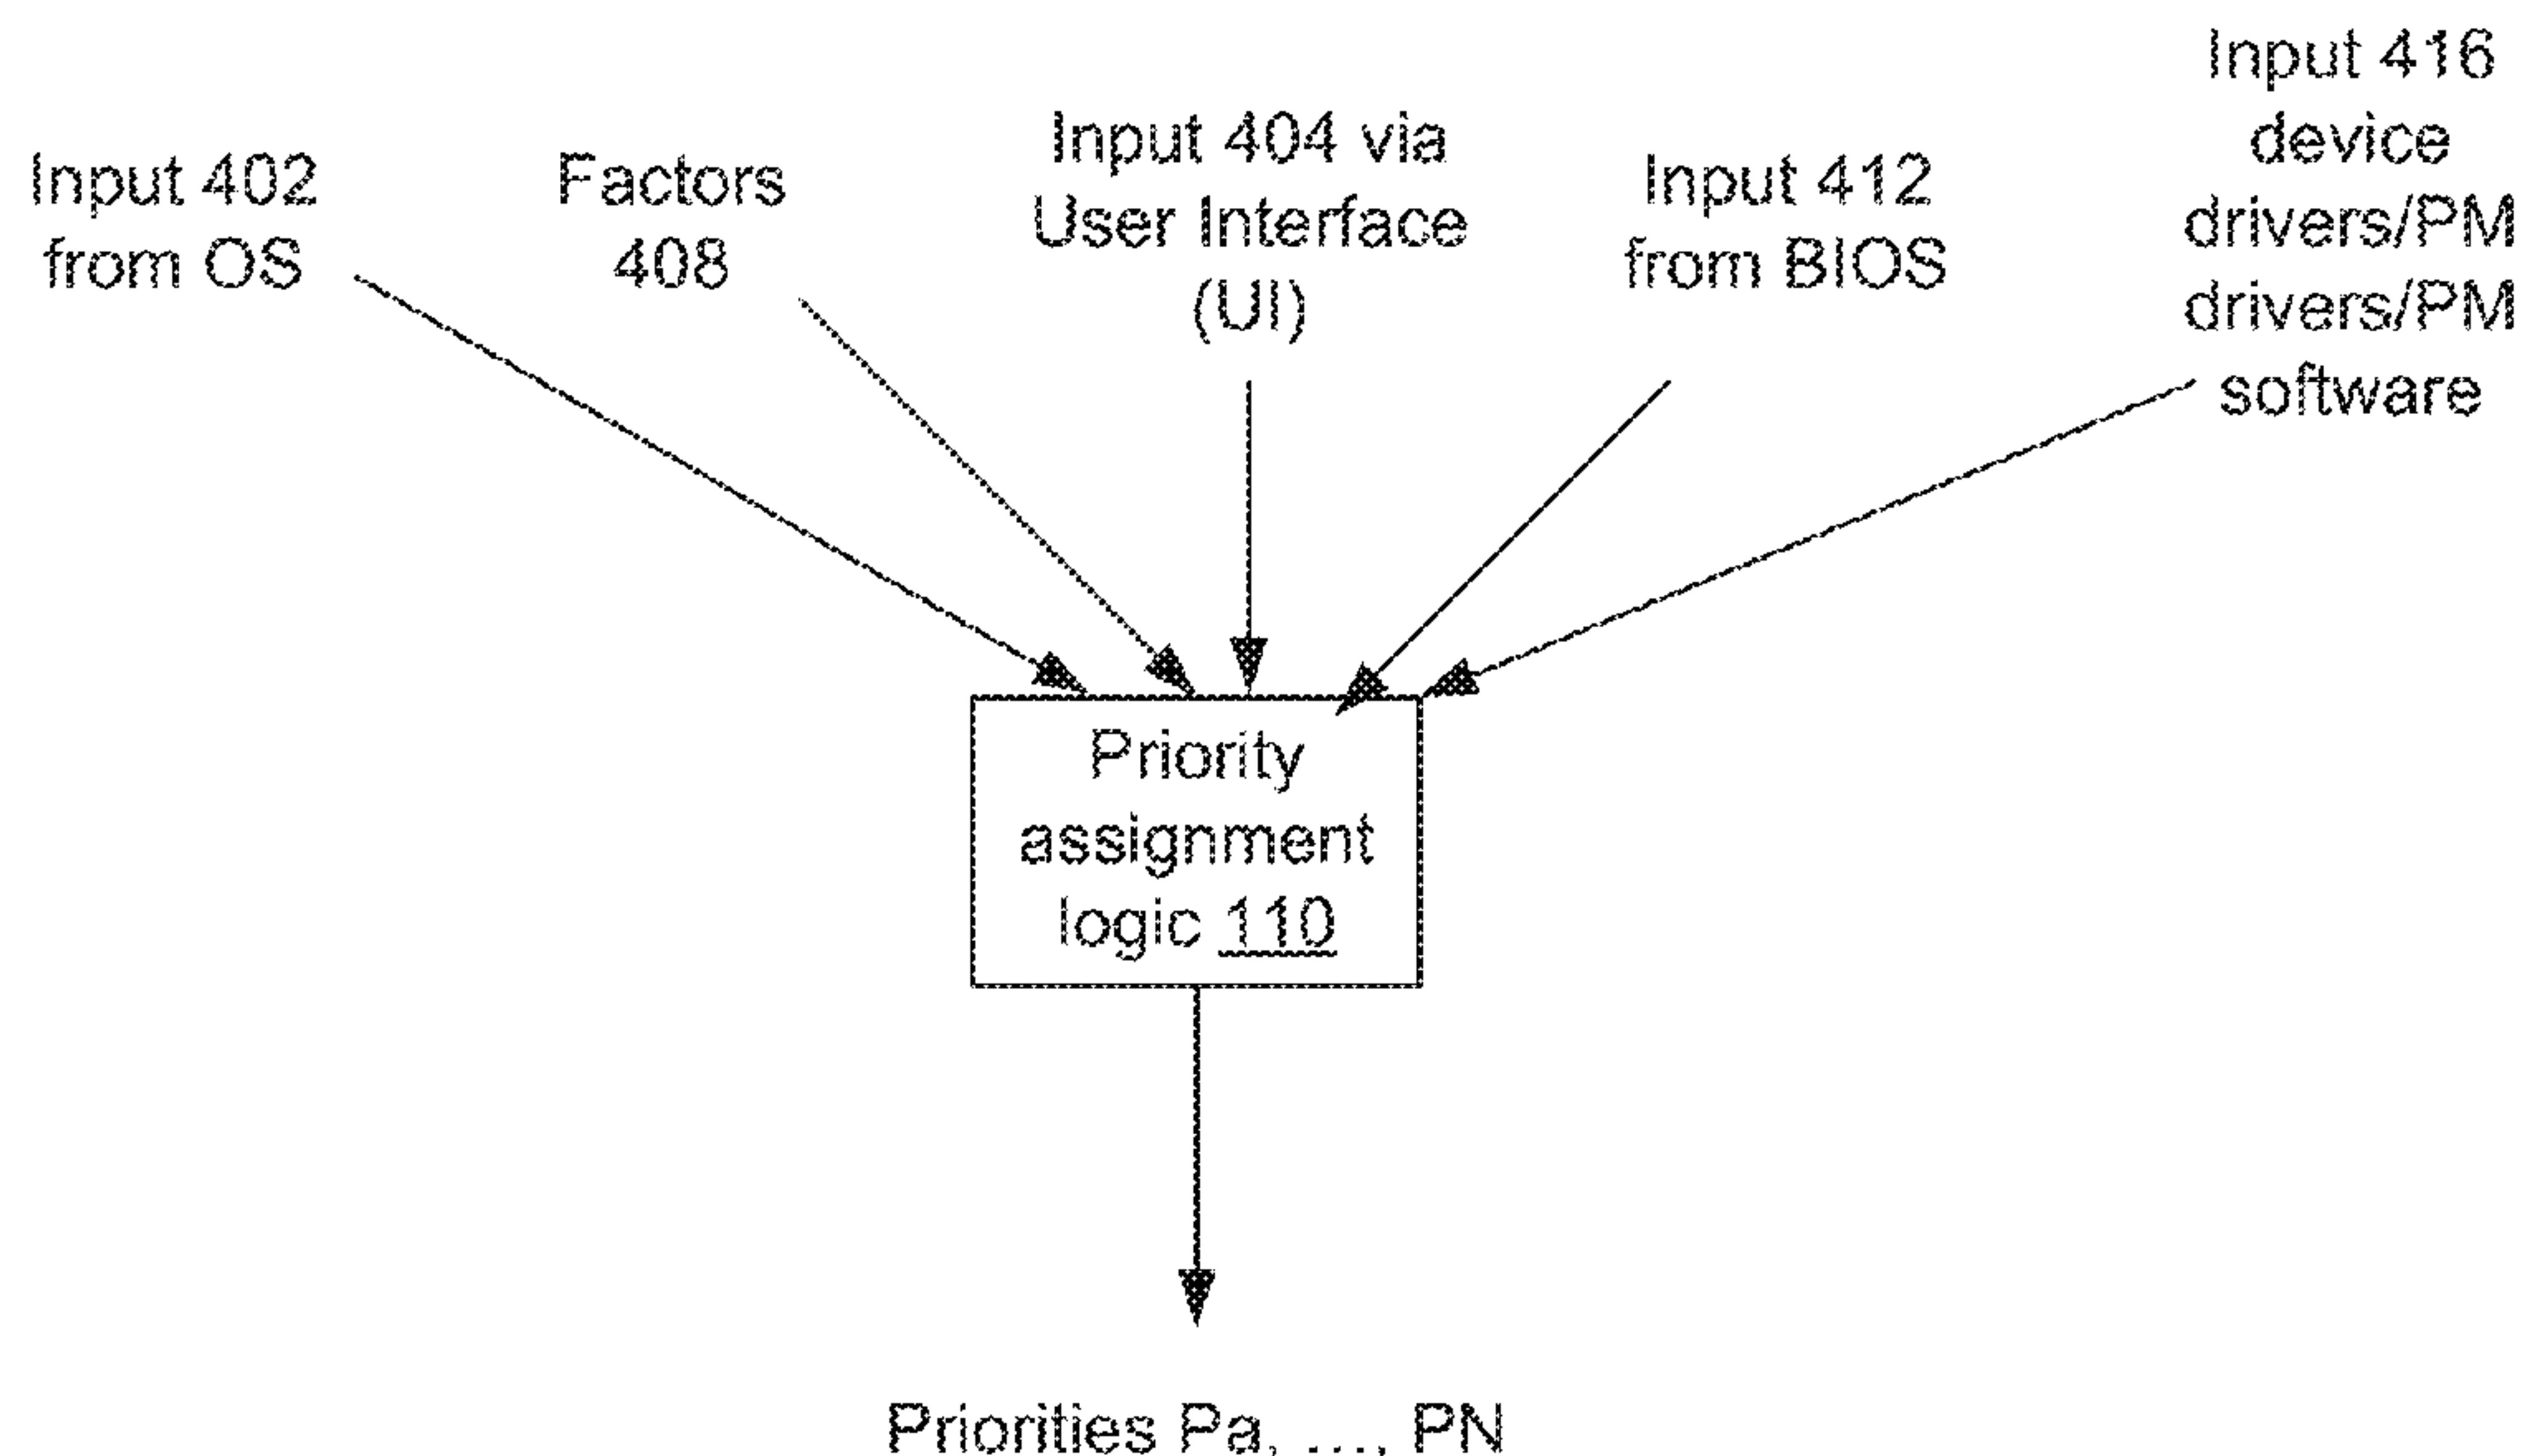 Input 402
from OS
Factors
408
Input 404 via
User Interface
(UI)
Input 412
from BIOS
Input 416
device
drivers/PM
drivers/PM
software
Priority
assignment
logic 110
Priorities Pa, ..., PN